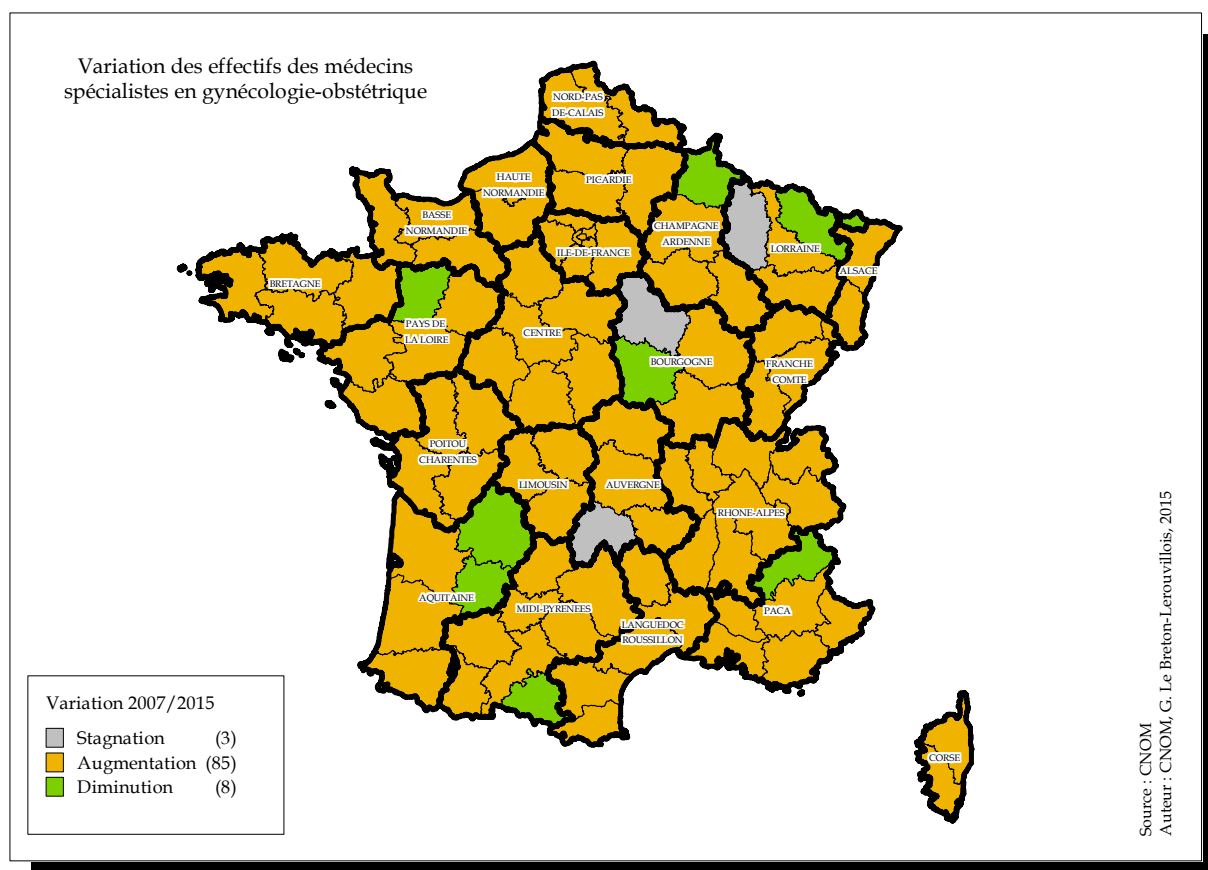 Variation des effectifs des médecins
spécialistes en gynécologie-obstétrique
NORD-PAS
DE-CALAIS
HAUTE
NORMANDIE
PICARDIE
BASSE
NORMANDIE
CHAMPAGNE
ARDENNE
ILE-DE-FRANCE
LORRAINE
ALSACE
BRETAGNE
PAYS DE
LA LOIRE
CENTRE
BOURGOGNE
FRANCHE
COMTE
POITOU
CHARENTES
LIMOUSIN
AUVERGNE
RHONE-ALPES
AQUITAINE
MIDI-PYRENEES
LANGUEDOC
ROUSSILLON
PACA
CORSE
Variation 2007/2015
Stagnation (3)
Augmentation (85)
Diminution (8)
Source : CNOM
Auteur : CNOM, G. Le Breton-Lerouvillois, 2015